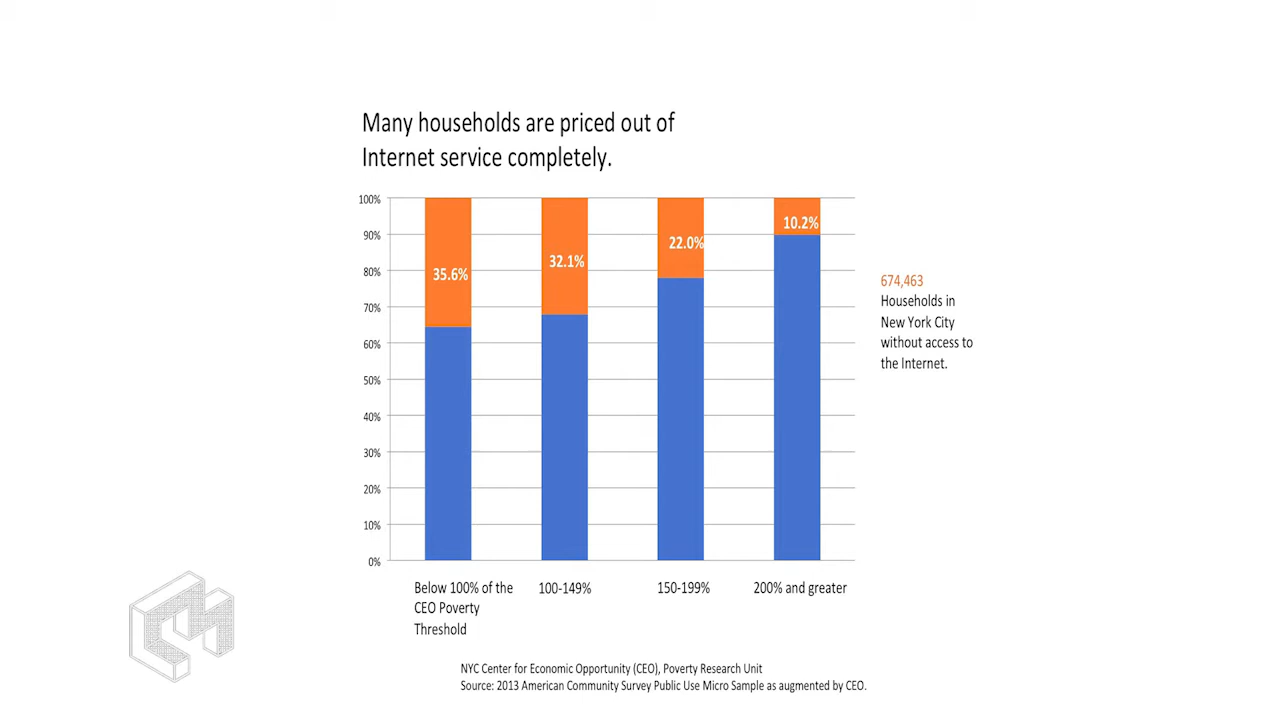 Many households are priced out of
Internet service completely.
100%
90%
80%
70%
60%
50%
40%
30%
20%
10%
0%
35.6%
32.1%
22.0%
10.2%
674,463
Households in
New York City
without access to
the Internet.
Below 100% of the
CEO Poverty
Threshold
100-149%
150-199%
200% and greater
NYC Center for Economic Opportunity (CEO), Poverty Research Unit
Source: 2013 American Community Survey Public Use Micro Sample as augmented by CEO.